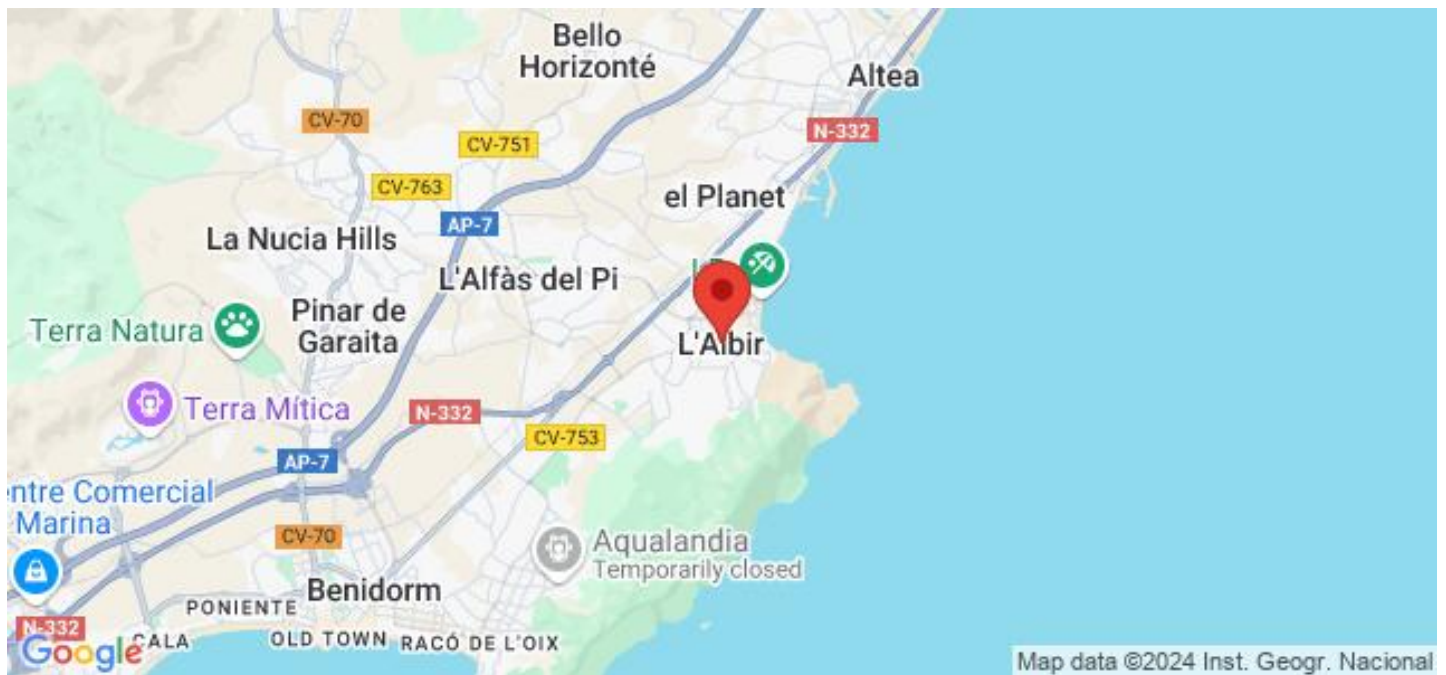 Bello
Horizonté
Altea
CV-70
N-332
CV-751
CV-763
el Planet
AP-7
La Nucia Hills
L'Alfàs del Pi
Pinar de
Garaita
Terra Natura
L'Albir
Terra Mítica
N-332
CV-753
AP-7
entre Comercial
Marina
CV-70
Aqualandia
Temporarily closed
Benidorm
PONIENTE
N-332
Google
CALA
OLD TOWN
RACÓ DE L'OIX
Map data ©2024 Inst. Geogr. Nacional